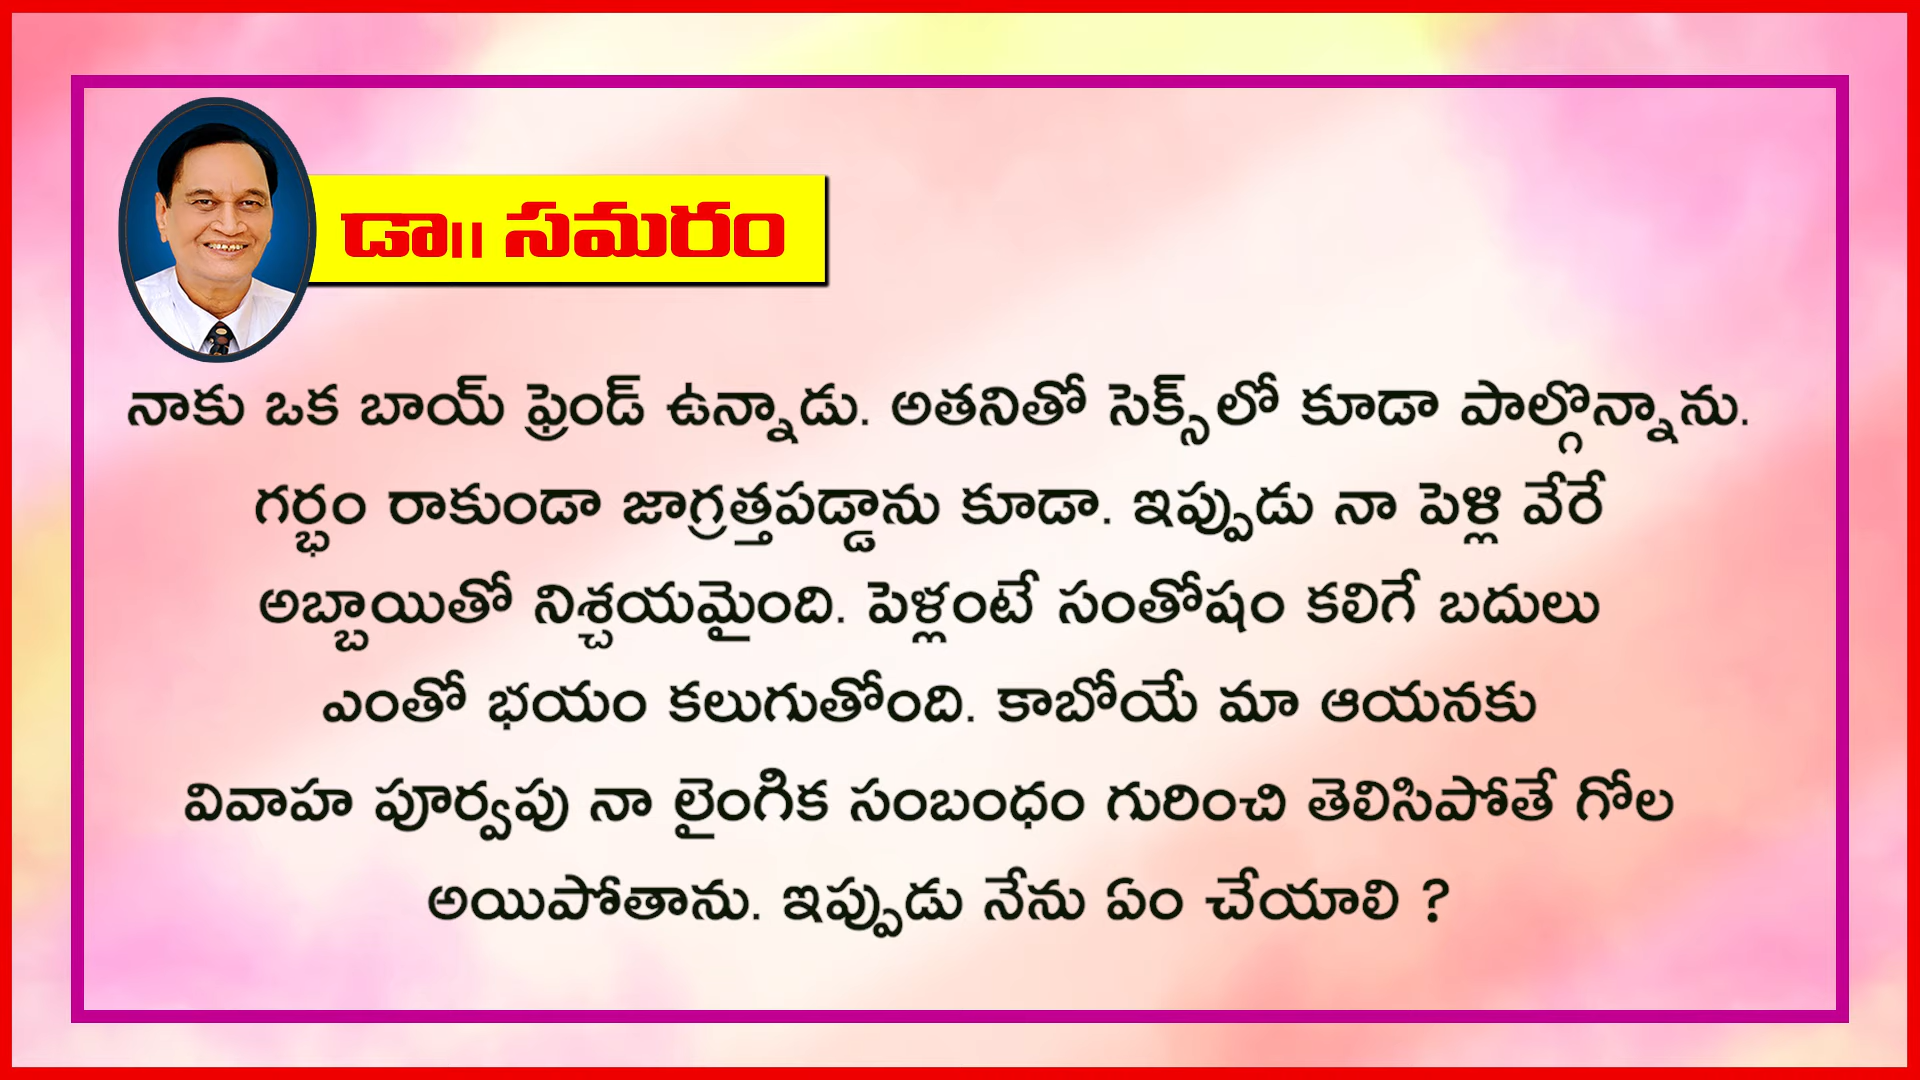 డా|| సమరం
నాకు ఒక బాయ్ ఫ్రెండ్ ఉన్నాడు. అతనితో సెక్స్‌లో కూడా పాల్గొన్నాను.
గర్భం రాకుండా జాగ్రత్తపడ్డాను కూడా. ఇప్పుడు నా పెళ్లి వేరే
అబ్బాయితో నిశ్చయమైంది. పెళ్లంటే సంతోషం కలిగే బదులు
ఎంతో భయం కలుగుతోంది. కాబోయే మా ఆయనకు
వివాహ పూర్వపు నా లైంగిక సంబంధం గురించి తెలిసిపోతే గోల
అయిపోతాను. ఇప్పుడు నేను ఏం చేయాలి ?